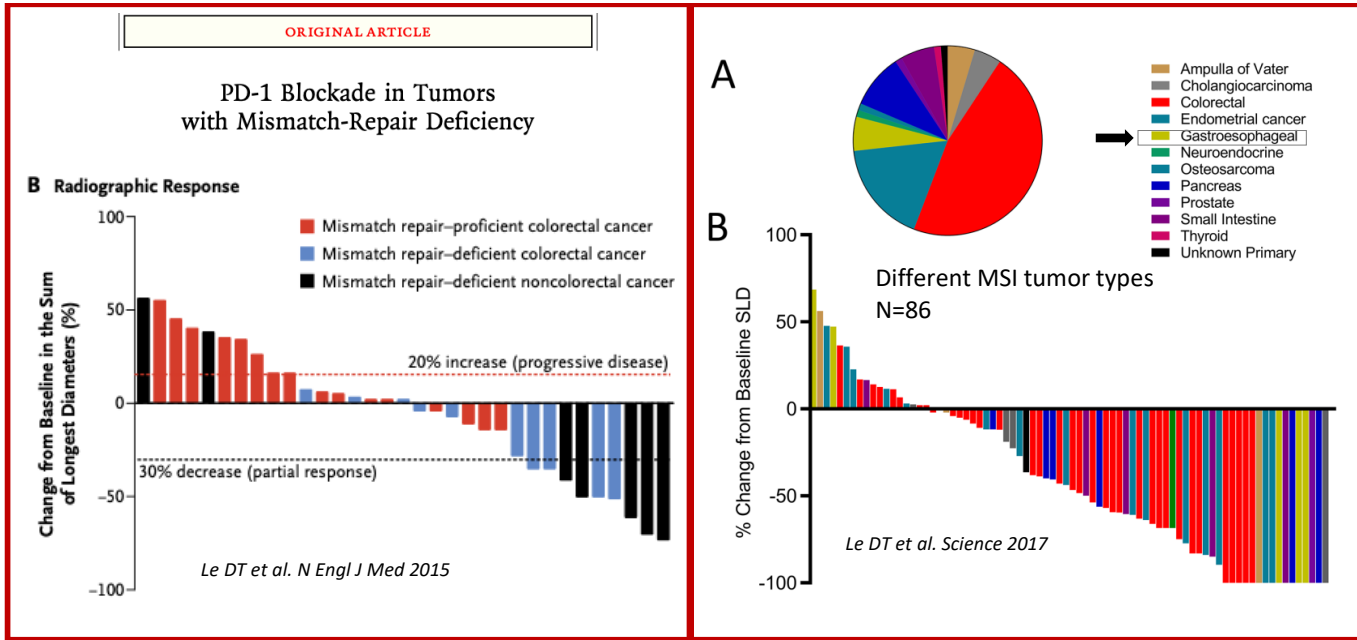 ORIGINAL ARTICLE
PD-1 Blockade in Tumors
with Mismatch-Repair Deficiency
B Radiographic Response
Change from Baseline in the Sum
of Longest Diameters (%)
100
50
0
−50
−100
Mismatch repair–proficient colorectal cancer
Mismatch repair–deficient colorectal cancer
Mismatch repair–deficient noncolorectal cancer
20% increase (progressive disease)
30% decrease (partial response)
Le DT et al. N Engl J Med 2015
A
Ampulla of Vater
Cholangiocarcinoma
Colorectal
Endometrial cancer
Gastroesophageal
Neuroendocrine
Osteosarcoma
Pancreas
Prostate
Small Intestine
Thyroid
Unknown Primary
B
Different MSI tumor types
N=86
% Change from Baseline SLD
100
50
0
-50
-100
Le DT et al. Science 2017